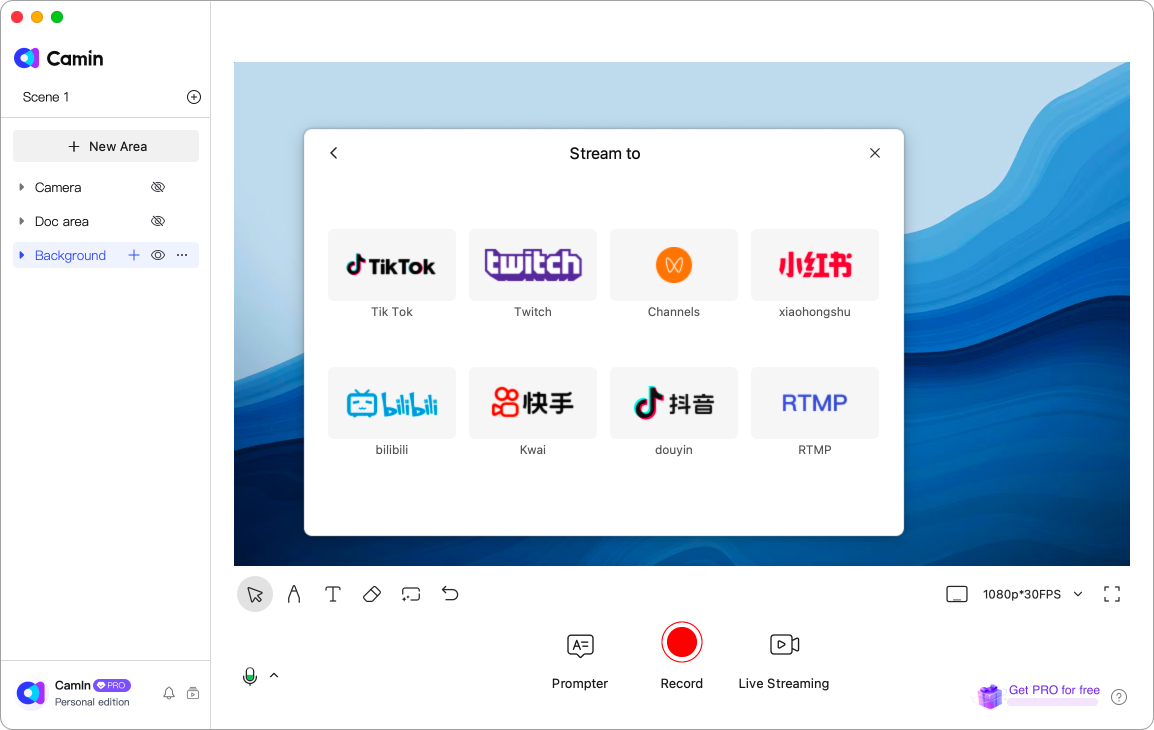 Camin
Scene 1
New Area
Camera
Doc area
Background
Stream to
TikTok
twitch
小红书
Tik Tok
Twitch
Channels
xiaohongshu
bilibili
快手
抖音
RTMP
bilibili
Kwai
douyin
RTMP
1080p*30FPS
A
Prompter
Record
Live Streaming
CamIn PRO
Personal edition
Get PRO for free